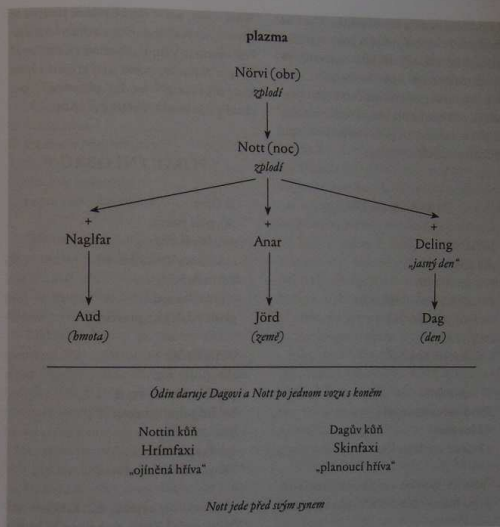 plazma
Nörvi (obr)
zplodí
Nott (noc)
zplodí
+ + +
Naglfar Anar Deling
„jasný den“
Aud Jörd Dag
(hmota) (země) (den)
Ódin daruje Dagovi a Nott po jednom vozu s koněm
Nottin kůň Dagův kůň
Hrímfaxi Skinfaxi
„ojíněná hříva“ „planoucí hříva“
Nott jede před svým synem